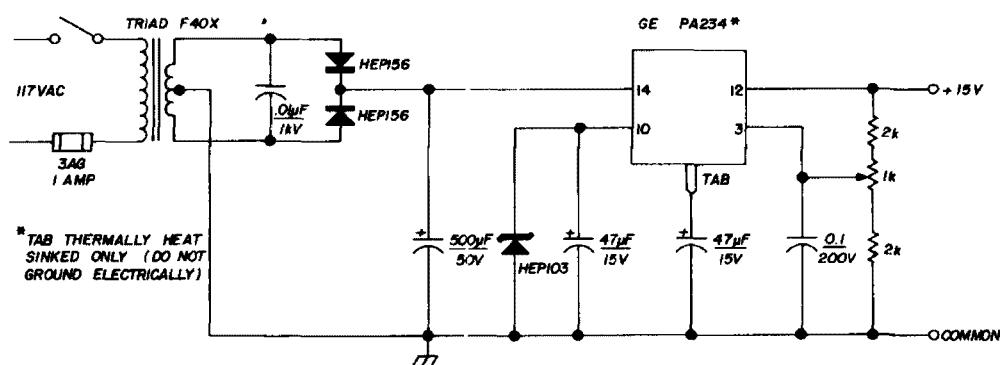 TRIAD F40X
GE PA234*
117VAC
3AG
1 AMP
.01µF
1kV
HEP156
HEP156
14
12
10
3
TAB
+15V
2k
1k
2k
+
500µF
50V
HEP103
+
47µF
15V
+
47µF
15V
0.1
200V
COMMON
*TAB THERMALLY HEAT
SINKED ONLY (DO NOT
GROUND ELECTRICALLY)